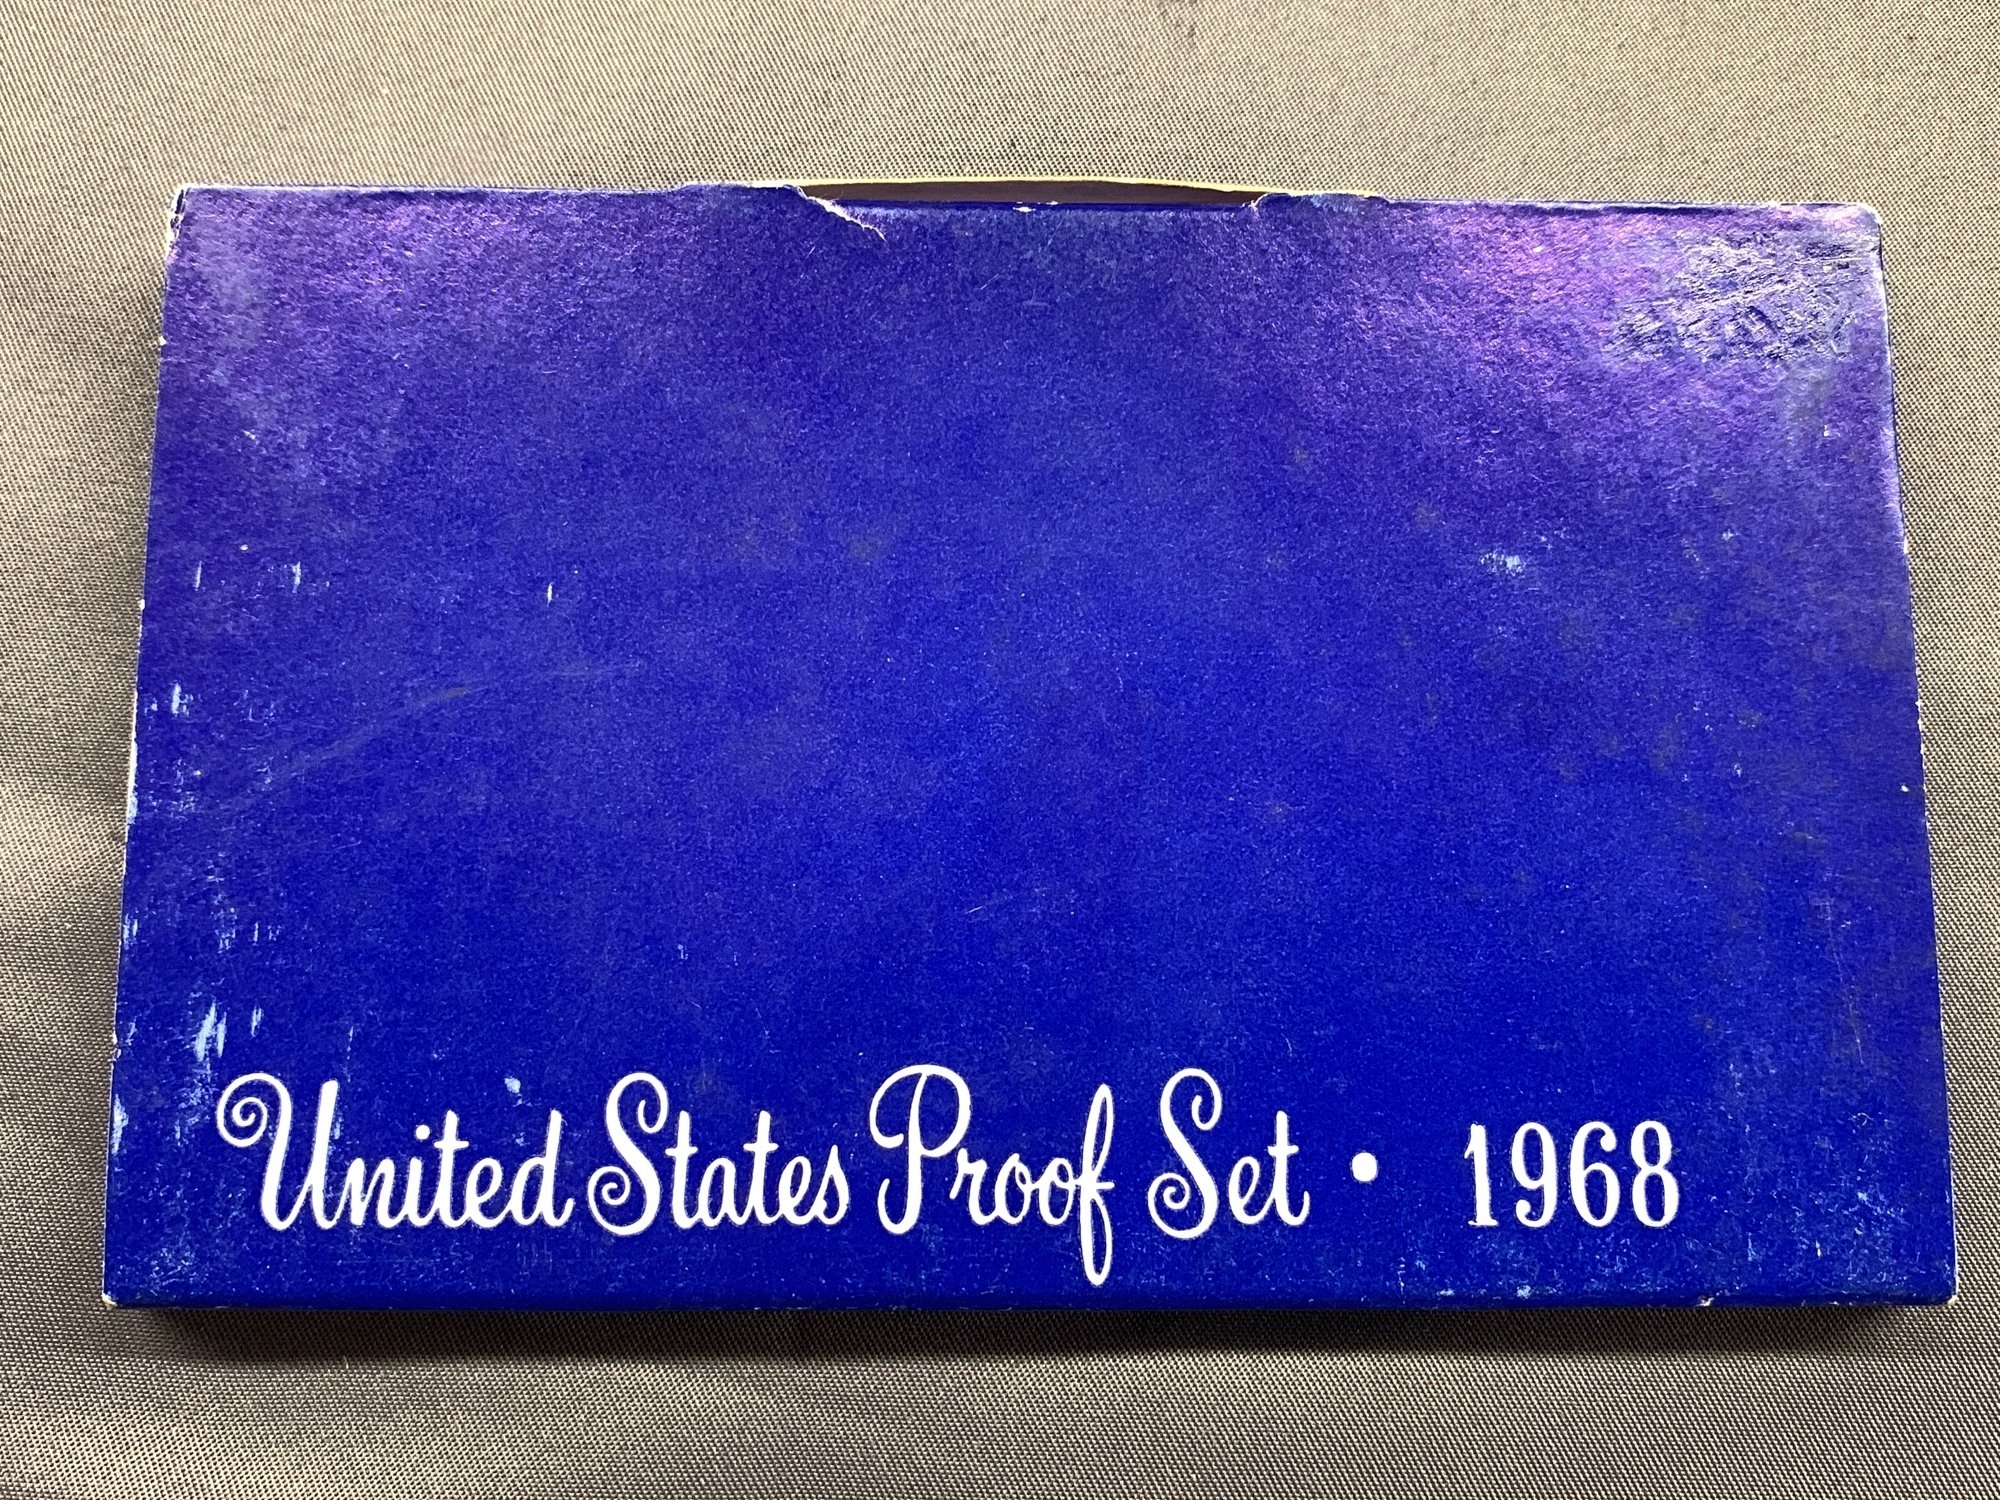 United States Proof Set • 1968